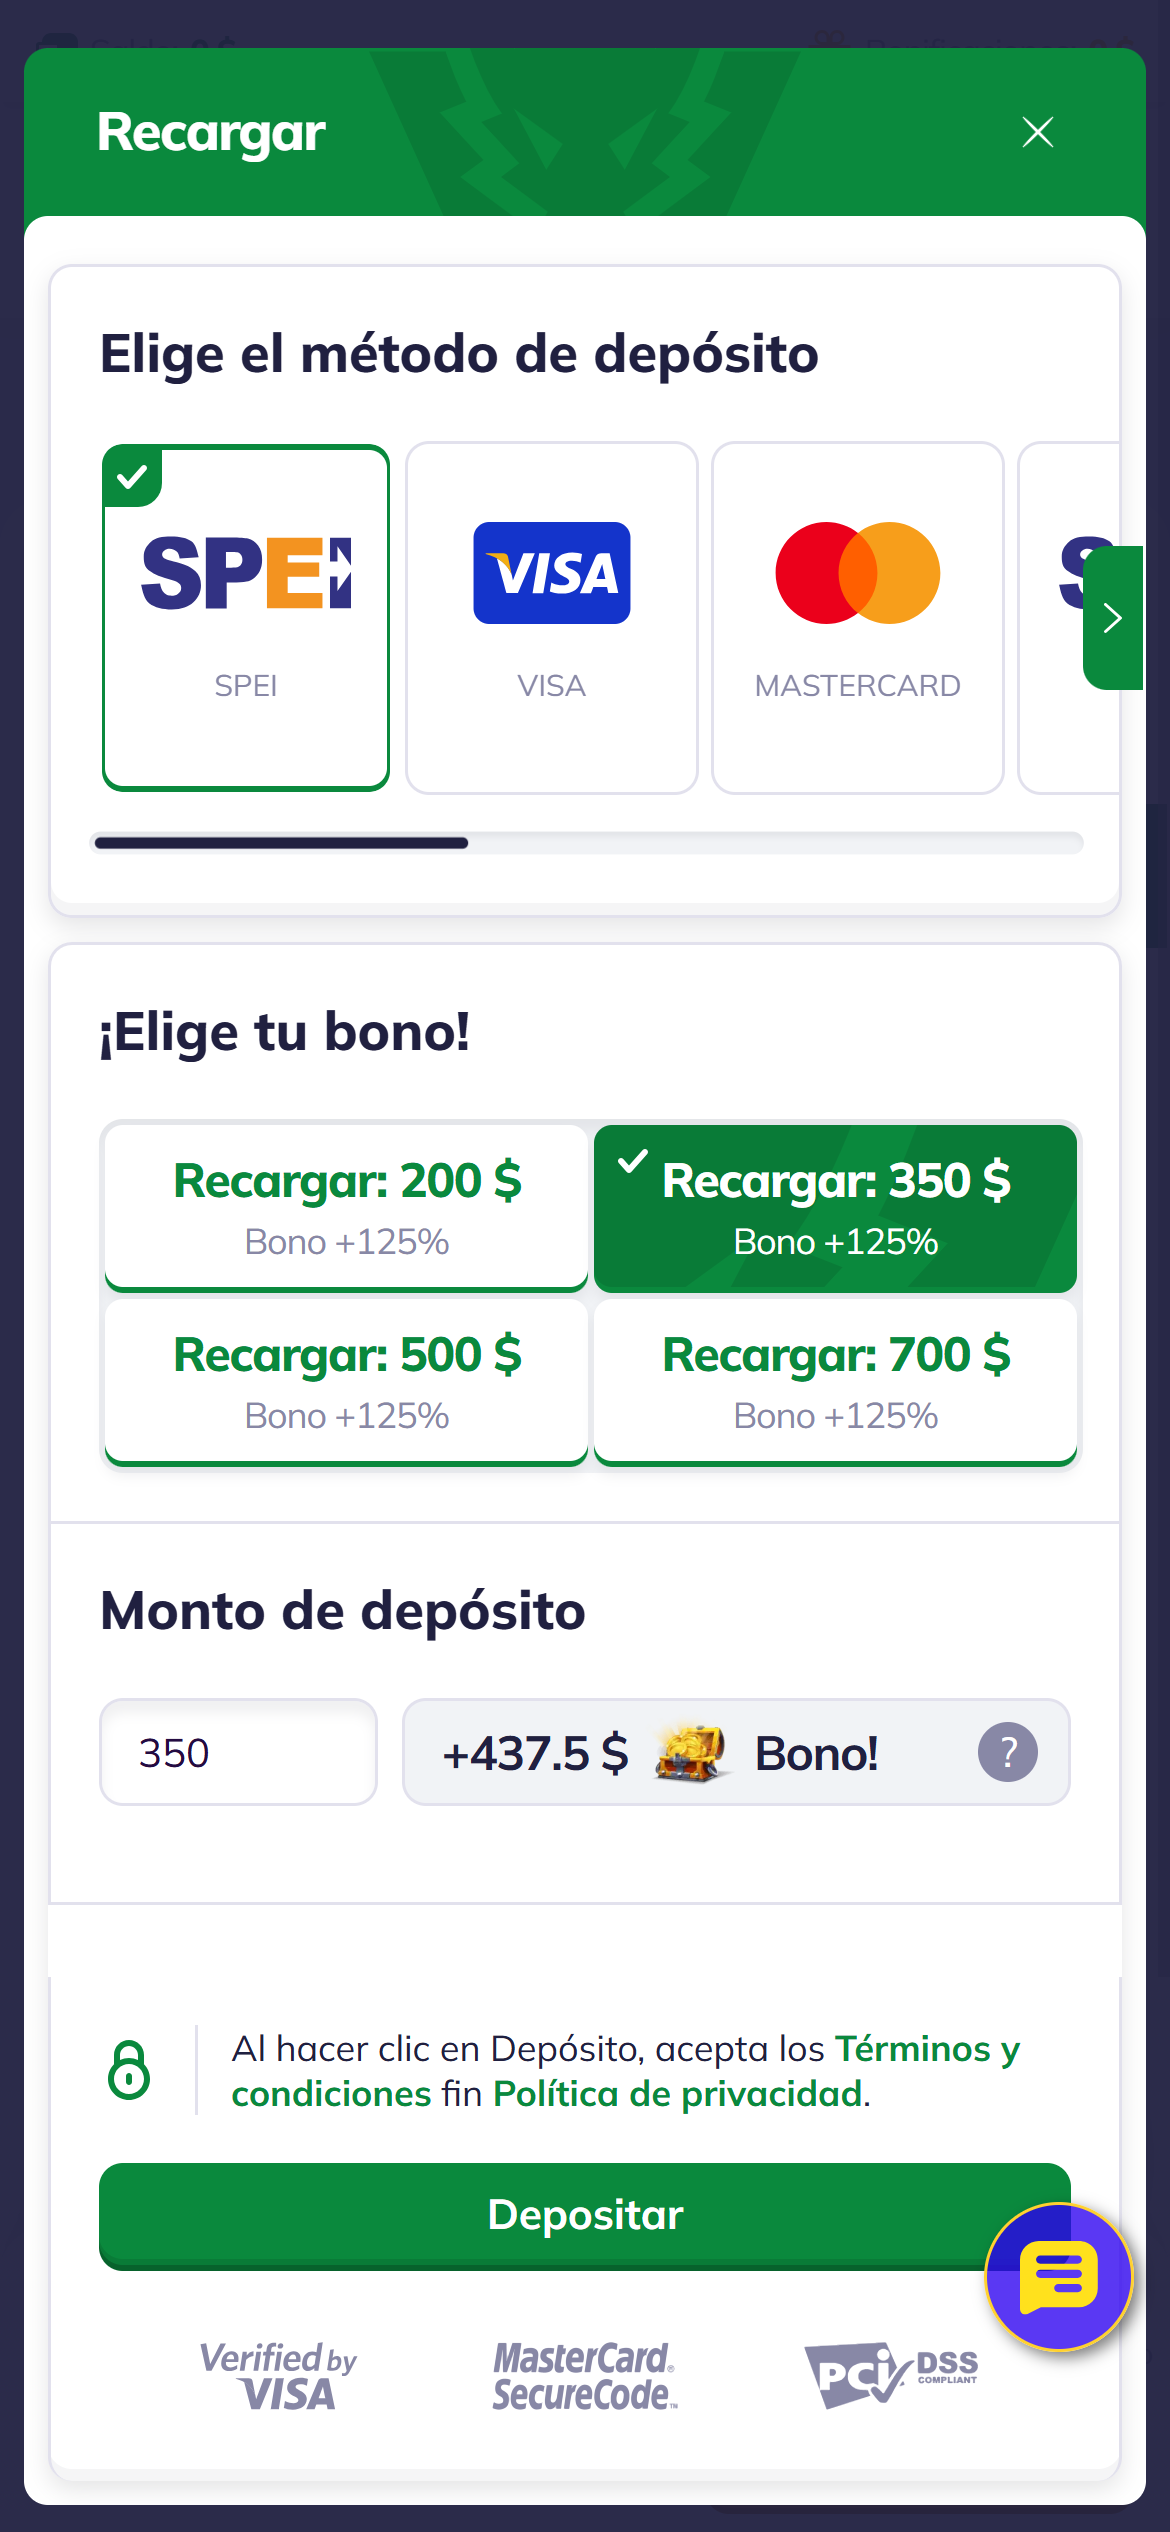 Recargar
Elige el método de depósito
SPEI
VISA
SPEI
VISA
MASTERCARD
¡Elige tu bono!
Recargar: 200 $
Bono +125%
Recargar: 350 $
Bono +125%
Recargar: 500 $
Bono +125%
Recargar: 700 $
Bono +125%
Monto de depósito
350
+437.5 $
Bono!
?
Al hacer clic en Depósito, acepta los Términos y
condiciones fin Política de privacidad.
Depositar
Verified by
VISA
MasterCard®
SecureCode™
PCi DSS
COMPLIANT